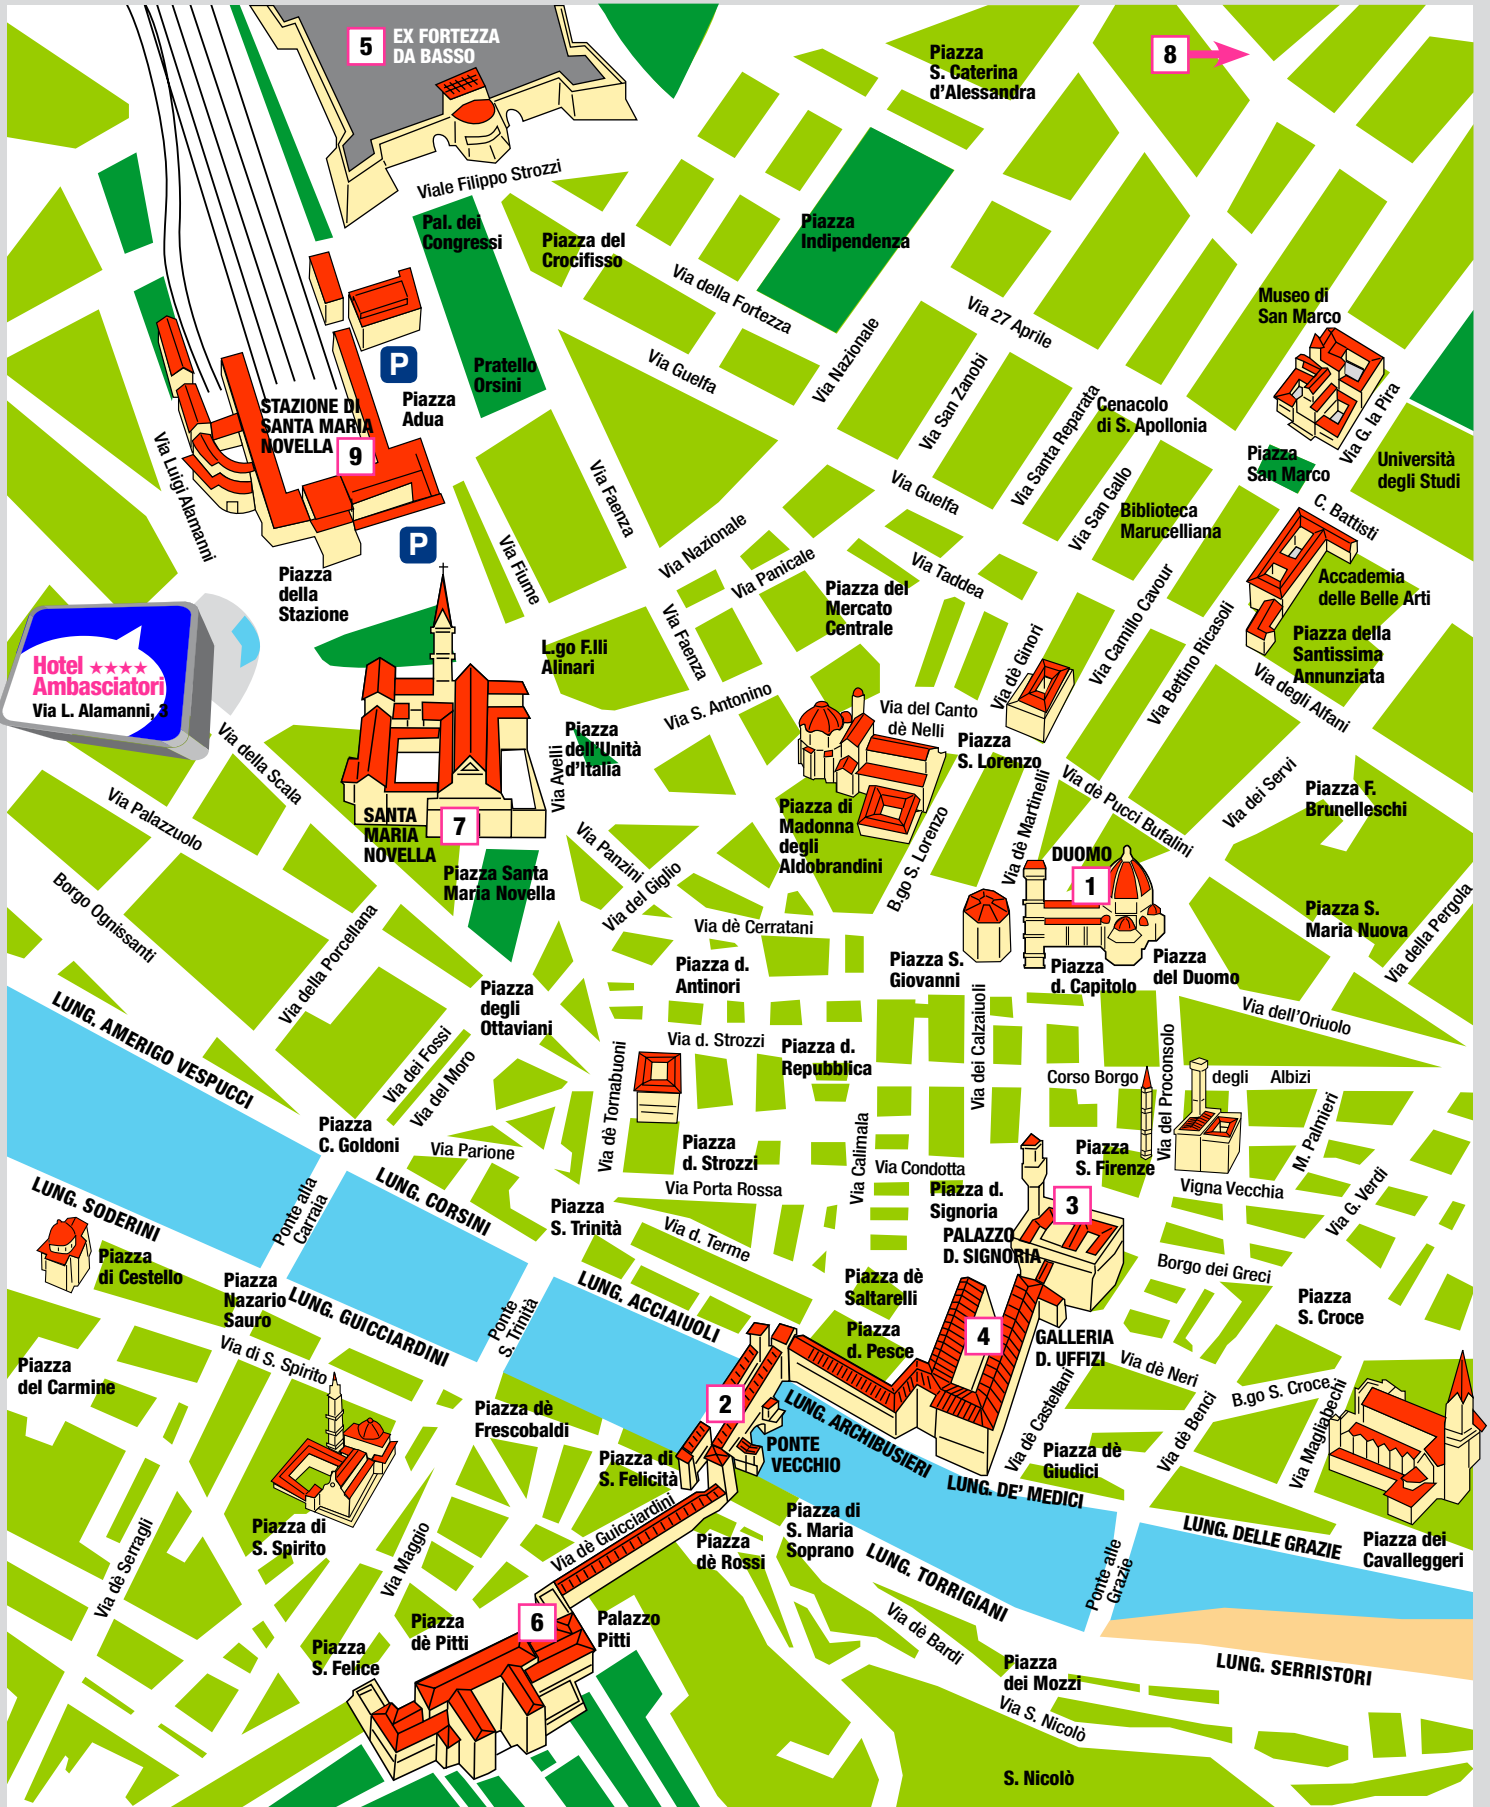 5
EX FORTEZZA
DA BASSO
Piazza
S. Caterina
d'Alessandra
8
Viale Filippo Strozzi
Pal. dei
Congressi
Piazza del
Crocifisso
Piazza
Indipendenza
Via della Fortezza
Via 27 Aprile
Museo di
San Marco
Via Guelfa
Via Nazionale
Via San Zanobi
Pratello
Orsini
P
Piazza
Adua
STAZIONE DI
SANTA MARIA
NOVELLA
9
Via Santa Reparata
Cenacolo
di S. Apollonia
Via G. la Pira
Piazza
San Marco
Università
degli Studi
Via Luigi Alamanni
Via Faenza
Via Guelfa
Via San Gallo
Biblioteca
Marucelliana
C. Battisti
P
Via Fiume
Via Nazionale
Via Panicale
Via Taddea
Piazza
della
Stazione
Piazza del
Mercato
Centrale
Via Camillo Cavour
Accademia
delle Belle Arti
Hotel ★★★★
Ambasciatori
Via L. Alamanni, 3
L.go F.lli
Alinari
Via Faenza
Via dè Ginori
Via Bettino Ricasoli
Piazza della
Santissima
Annunziata
Via degli Alfani
Via S. Antonino
Via del Canto
dè Nelli
Piazza
S. Lorenzo
Piazza
dell'Unità
d'Italia
Via Avelli
Via della Scala
Via Palazzuolo
SANTA
MARIA
NOVELLA
7
Piazza di
Madonna
degli
Aldobrandini
B.go S. Lorenzo
Via dè Martinelli
Via dè Pucci Bufalini
Via dei Servi
Piazza F.
Brunelleschi
Via Panzini
Via del Giglio
Piazza Santa
Maria Novella
DUOMO
1
Borgo Ognissanti
Via della Porcellana
Via dè Cerratani
Piazza S.
Maria Nuova
Via della Pergola
Piazza d.
Antinori
Piazza S.
Giovanni
Piazza
d. Capitolo
Piazza
del Duomo
Piazza
degli
Ottaviani
Via dell'Oriuolo
LUNG. AMERIGO VESPUCCI
Via dei Fossi
Via del Moro
Via dè Tornabuoni
Via d. Strozzi
Piazza d.
Repubblica
Via dei Calzaiuoli
Corso Borgo
degli
Albizi
Via del Proconsolo
M. Palmieri
Piazza
C. Goldoni
Via Parione
Piazza
d. Strozzi
Via Calimala
Via Condotta
Piazza
S. Firenze
LUNG. SODERINI
Ponte alla
Carraia
LUNG. CORSINI
Via Porta Rossa
Piazza d.
Signoria
3
Vigna Vecchia
Via G. Verdi
Piazza
S. Trinità
Via d. Terme
PALAZZO
D. SIGNORIA
Piazza
di Cestello
Piazza
Nazario
Sauro
LUNG. GUICCIARDINI
Ponte
S. Trinità
LUNG. ACCIAIUOLI
Piazza dè
Saltarelli
Borgo dei Greci
Piazza
S. Croce
Via di S. Spirito
Piazza
d. Pesce
4
GALLERIA
D. UFFIZI
Via dè Neri
Piazza
del Carmine
2
LUNG. ARCHIBUSIERI
Via dè Castellani
B.go S. Croce
Piazza dè
Frescobaldi
PONTE
VECCHIO
Via dè Benci
Via Magliabechi
Piazza di
S. Felicità
Piazza dè
Giudici
LUNG. DE' MEDICI
Piazza di
S. Spirito
Via dè Guicciardini
Piazza di
S. Maria
Soprano
LUNG. DELLE GRAZIE
Piazza dei
Cavalleggeri
Via dè Serragli
Via Maggio
Piazza
dè Rossi
LUNG. TORRIGIANI
Ponte alle
Grazie
Piazza
dè Pitti
6
Palazzo
Pitti
Via dè Bardi
Piazza
S. Felice
Piazza
dei Mozzi
LUNG. SERRISTORI
Via S. Nicolò
S. Nicolò